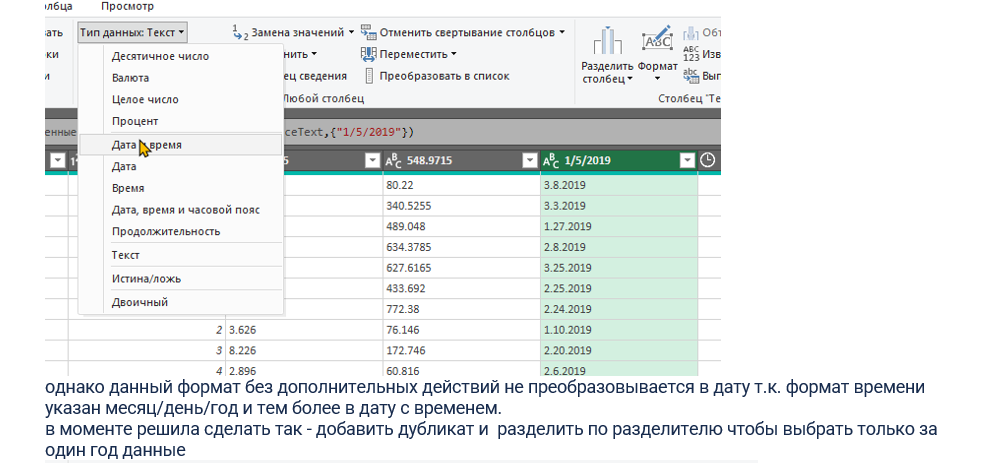 олбца Просмотр
вать Тип данных: Текст Замена значений Отменить свертывание столбцов Объ
ки Десятичное число нить Переместить Разделить столбец Формат Изв
и Валюта ец сведения Преобразовать в список Вып
Целое число Любой столбец Столбец "Те
Процент
енные ceText,{"1/5/2019"})
Дата время
1 5 ABC 548.9715 ABC 1/5/2019
Дата 80.22 3.8.2019
Время 340.5255 3.3.2019
Дата, время и часовой пояс 489.048 1.27.2019
Продолжительность 634.3785 2.8.2019
Текст 627.6165 3.25.2019
Истина/ложь 433.692 2.25.2019
Двоичный 772.38 2.24.2019
2 3.626 76.146 1.10.2019
3 8.226 172.746 2.20.2019
4 2.896 60.816 2.6.2019
однако данный формат без дополнительных действий не преобразовывается в дату т.к. формат времени
указан месяц/день/год и тем более в дату с временем.
в моменте решила сделать так - добавить дубликат и разделить по разделителю чтобы выбрать только за
один год данные